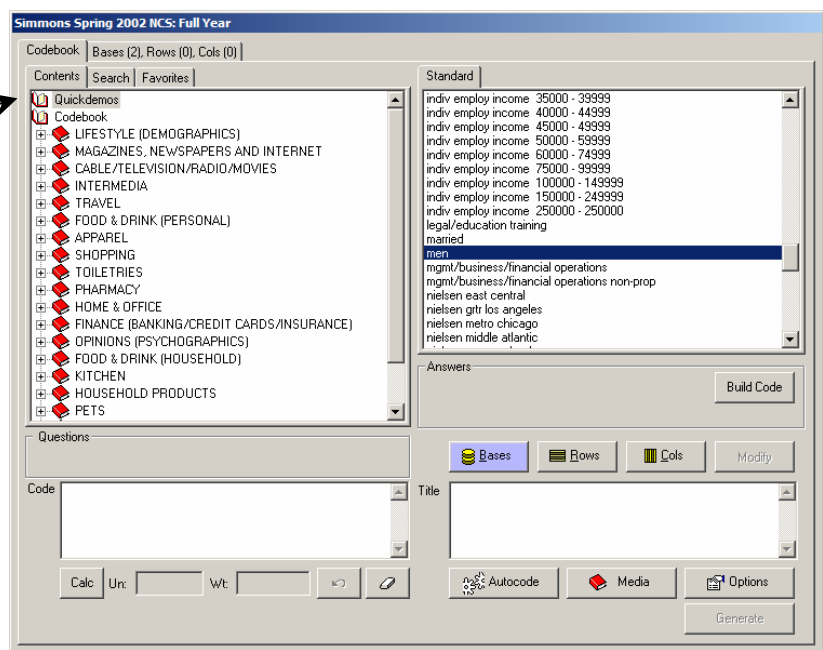 Simmons Spring 2002 NCS: Full Year
Codebook
Bases (2), Rows (0), Cols (0)
Contents
Search
Favorites
Quickdemos
Codebook
LIFESTYLE (DEMOGRAPHICS)
MAGAZINES, NEWSPAPERS AND INTERNET
CABLE/TELEVISION/RADIO/MOVIES
INTERMEDIA
TRAVEL
FOOD & DRINK (PERSONAL)
APPAREL
SHOPPING
TOILETRIES
PHARMACY
HOME & OFFICE
FINANCE (BANKING/CREDIT CARDS/INSURANCE)
OPINIONS (PSYCHOGRAPHICS)
FOOD & DRINK (HOUSEHOLD)
KITCHEN
HOUSEHOLD PRODUCTS
PETS
Standard
indiv employ income 35000 - 39999
indiv employ income 40000 - 44999
indiv employ income 45000 - 49999
indiv employ income 50000 - 59999
indiv employ income 60000 - 74999
indiv employ income 75000 - 99999
indiv employ income 100000 - 149999
indiv employ income 150000 - 249999
indiv employ income 250000 - 250000
legal/education training
married
men
mgmt/business/financial operations
mgmt/business/financial operations non-prop
nielsen east central
nielsen grtr los angeles
nielsen metro chicago
nielsen middle atlantic
Answers
Build Code
Questions
Bases
Rows
Cols
Modify
Code
Title
Calc
Un:
Wt:
Autocode
Media
Options
Generate